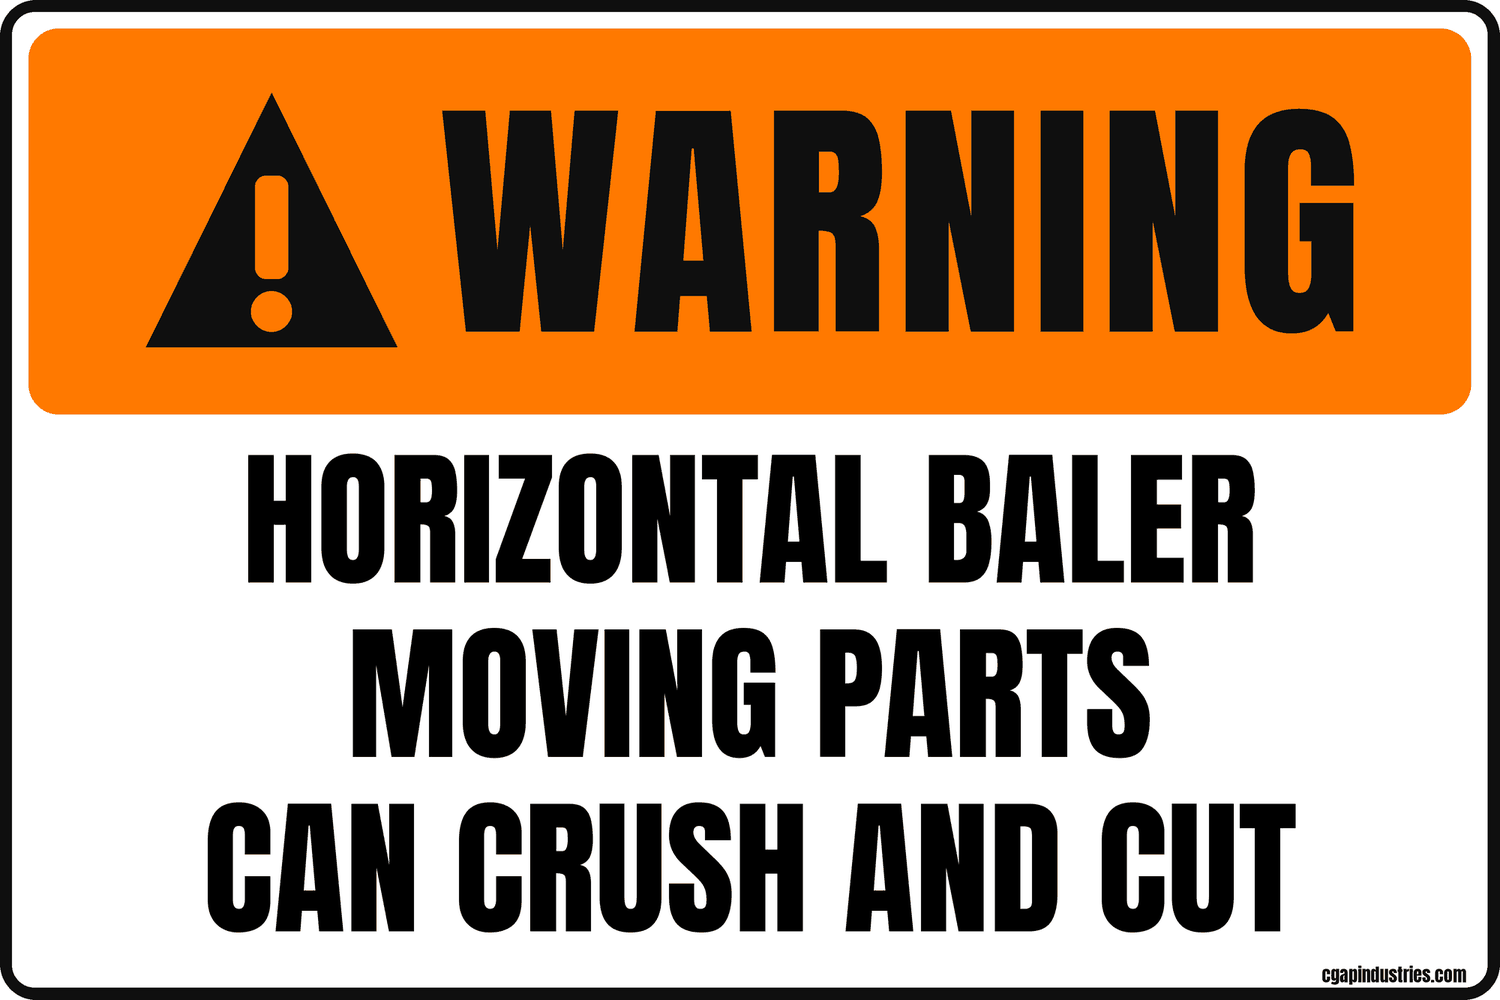 WARNING
HORIZONTAL BALER
MOVING PARTS
CAN CRUSH AND CUT
cgapindustries.com